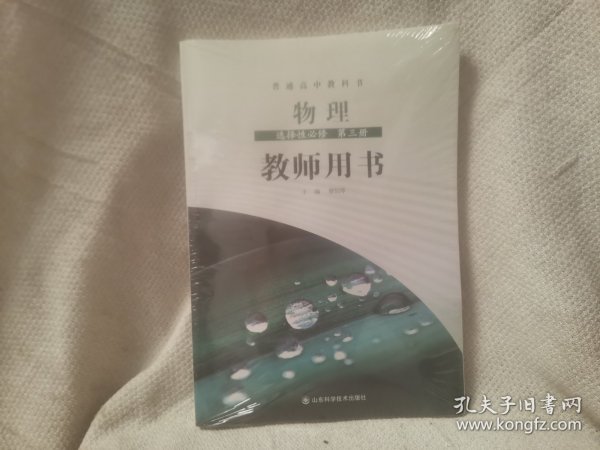 普通高中教科书
物理
选择性必修 第三册
教师用书
主编
山东科学技术出版社
孔夫子旧书网
www.kongfz.com